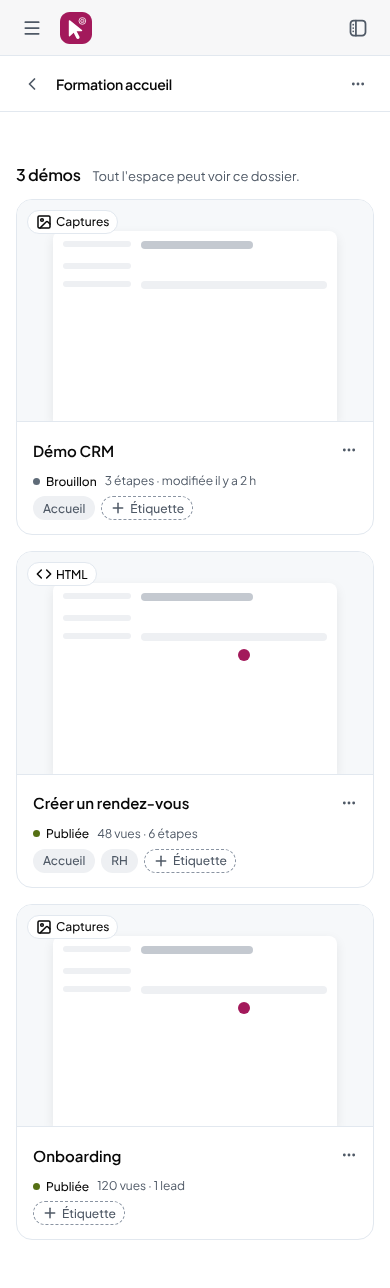 Formation accueil
3 démos Tout l'espace peut voir ce dossier.
Captures
Démo CRM
Brouillon 3 étapes · modifiée il y a 2 h
Accueil + Étiquette
HTML
Créer un rendez-vous
Publiée 48 vues · 6 étapes
Accueil RH + Étiquette
Captures
Onboarding
Publiée 120 vues · 1 lead
+ Étiquette